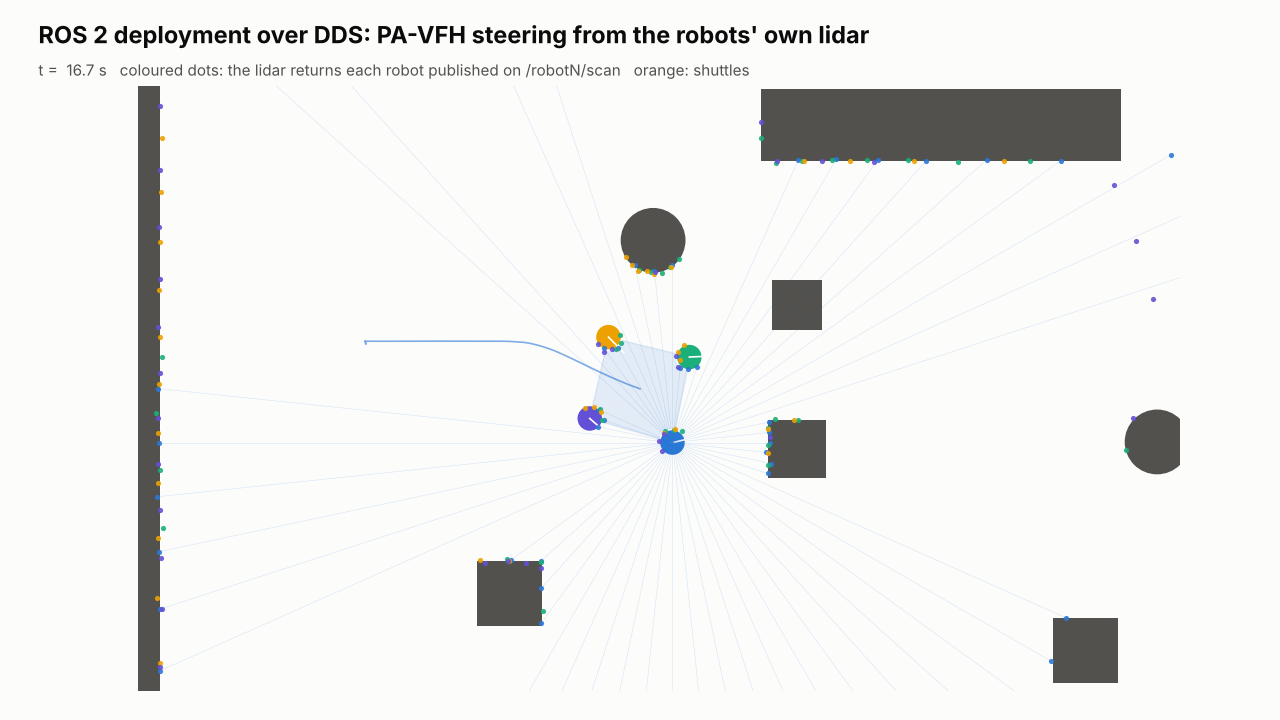 ROS 2 deployment over DDS: PA-VFH steering from the robots' own lidar
t = 16.7 s coloured dots: the lidar returns each robot published on /robotN/scan orange: shuttles